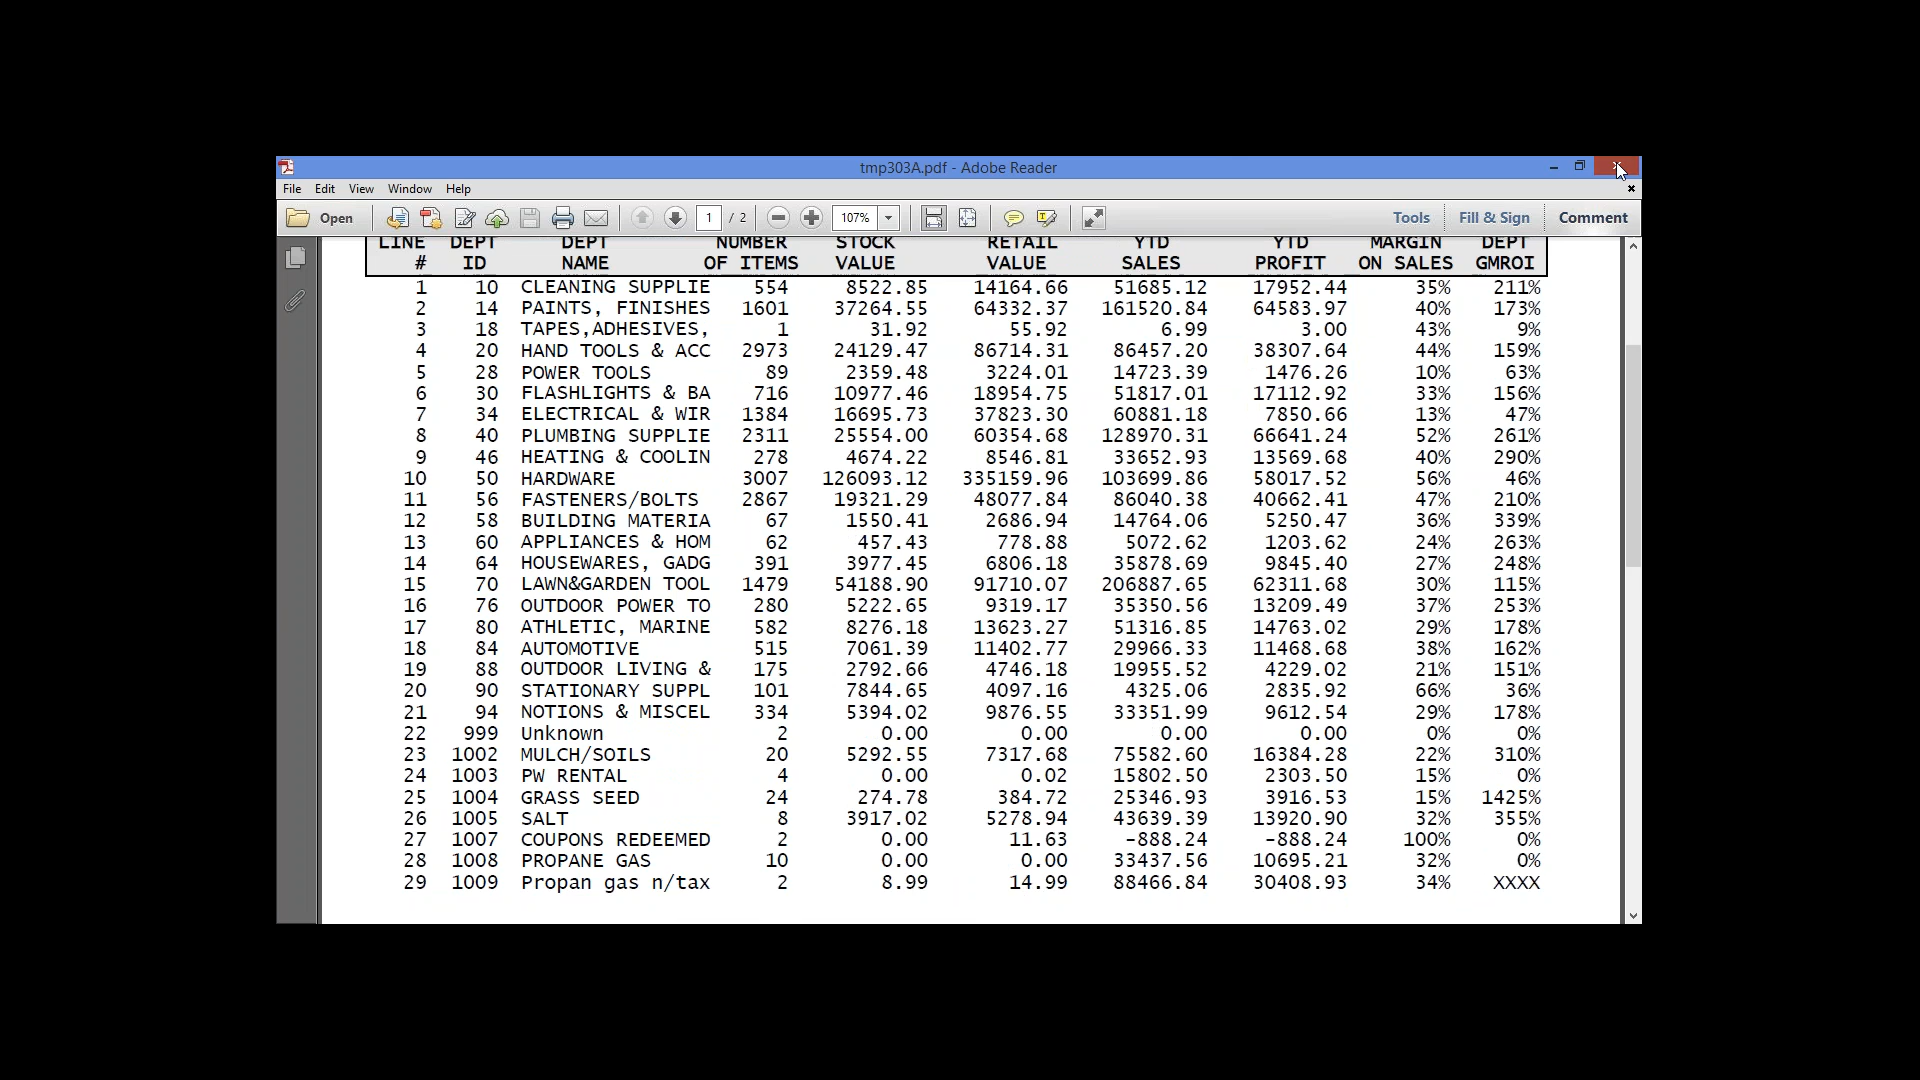 tmp303A.pdf - Adobe Reader
File Edit View Window Help
Open 1 / 2 107% Tools Fill & Sign Comment
LINE DEPT DEPT NUMBER STOCK RETAIL YTD YTD MARGIN DEPT
# ID NAME OF ITEMS VALUE VALUE SALES PROFIT ON SALES GMROI
1 10 CLEANING SUPPLIE 554 8522.85 14164.66 51685.12 17952.44 35% 211%
2 14 PAINTS, FINISHES 1601 37264.55 64332.37 161520.84 64583.97 40% 173%
3 18 TAPES,ADHESIVES, 1 31.92 55.92 6.99 3.00 43% 9%
4 20 HAND TOOLS & ACC 2973 24129.47 86714.31 86457.20 38307.64 44% 159%
5 28 POWER TOOLS 89 2359.48 3224.01 14723.39 1476.26 10% 63%
6 30 FLASHLIGHTS & BA 716 10977.46 18954.75 51817.01 17112.92 33% 156%
7 34 ELECTRICAL & WIR 1384 16695.73 37823.30 60881.18 7850.66 13% 47%
8 40 PLUMBING SUPPLIE 2311 25554.00 60354.68 128970.31 66641.24 52% 261%
9 46 HEATING & COOLIN 278 4674.22 8546.81 33652.93 13569.68 40% 290%
10 50 HARDWARE 3007 126093.12 335159.96 103699.86 58017.52 56% 46%
11 56 FASTENERS/BOLTS 2867 19321.29 48077.84 86040.38 40662.41 47% 210%
12 58 BUILDING MATERIA 67 1550.41 2686.94 14764.06 5250.47 36% 339%
13 60 APPLIANCES & HOM 62 457.43 778.88 5072.62 1203.62 24% 263%
14 64 HOUSEWARES, GADG 391 3977.45 6806.18 35878.69 9845.40 27% 248%
15 70 LAWN&GARDEN TOOL 1479 54188.90 91710.07 206887.65 62311.68 30% 115%
16 76 OUTDOOR POWER TO 280 5222.65 9319.17 35350.56 13209.49 37% 253%
17 80 ATHLETIC, MARINE 582 8276.18 13623.27 51316.85 14763.02 29% 178%
18 84 AUTOMOTIVE 515 7061.39 11402.77 29966.33 11468.68 38% 162%
19 88 OUTDOOR LIVING & 175 2792.66 4746.18 19955.52 4229.02 21% 151%
20 90 STATIONARY SUPPL 101 7844.65 4097.16 4325.06 2835.92 66% 36%
21 94 NOTIONS & MISCEL 334 5394.02 9876.55 33351.99 9612.54 29% 178%
22 999 Unknown 2 0.00 0.00 0.00 0.00 0% 0%
23 1002 MULCH/SOILS 20 5292.55 7317.68 75582.60 16384.28 22% 310%
24 1003 PW RENTAL 4 0.00 0.02 15802.50 2303.50 15% 0%
25 1004 GRASS SEED 24 274.78 384.72 25346.93 3916.53 15% 1425%
26 1005 SALT 8 3917.02 5278.94 43639.39 13920.90 32% 355%
27 1007 COUPONS REDEEMED 2 0.00 11.63 -888.24 -888.24 100% 0%
28 1008 PROPANE GAS 10 0.00 0.00 33437.56 10695.21 32% 0%
29 1009 Propan gas n/tax 2 8.99 14.99 88466.84 30408.93 34% XXXX